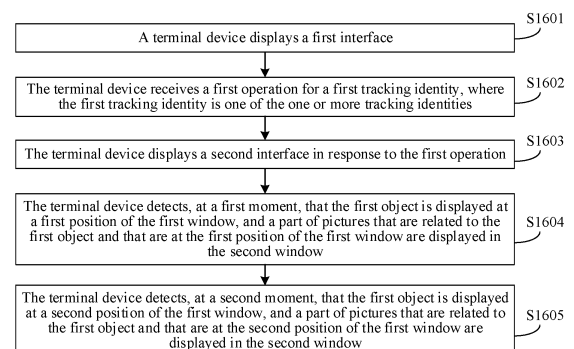 S1601
A terminal device displays a first interface
S1602
The terminal device receives a first operation for a first tracking identity, where
the first tracking identity is one of the one or more tracking identities
S1603
The terminal device displays a second interface in response to the first operation
S1604
The terminal device detects, at a first moment, that the first object is displayed at
a first position of the first window, and a part of pictures that are related to the
first object and that are at the first position of the first window are displayed in
the second window
S1605
The terminal device detects, at a second moment, that the first object is displayed
at a second position of the first window, and a part of pictures that are related to
the first object and that are at the second position of the first window are
displayed in the second window